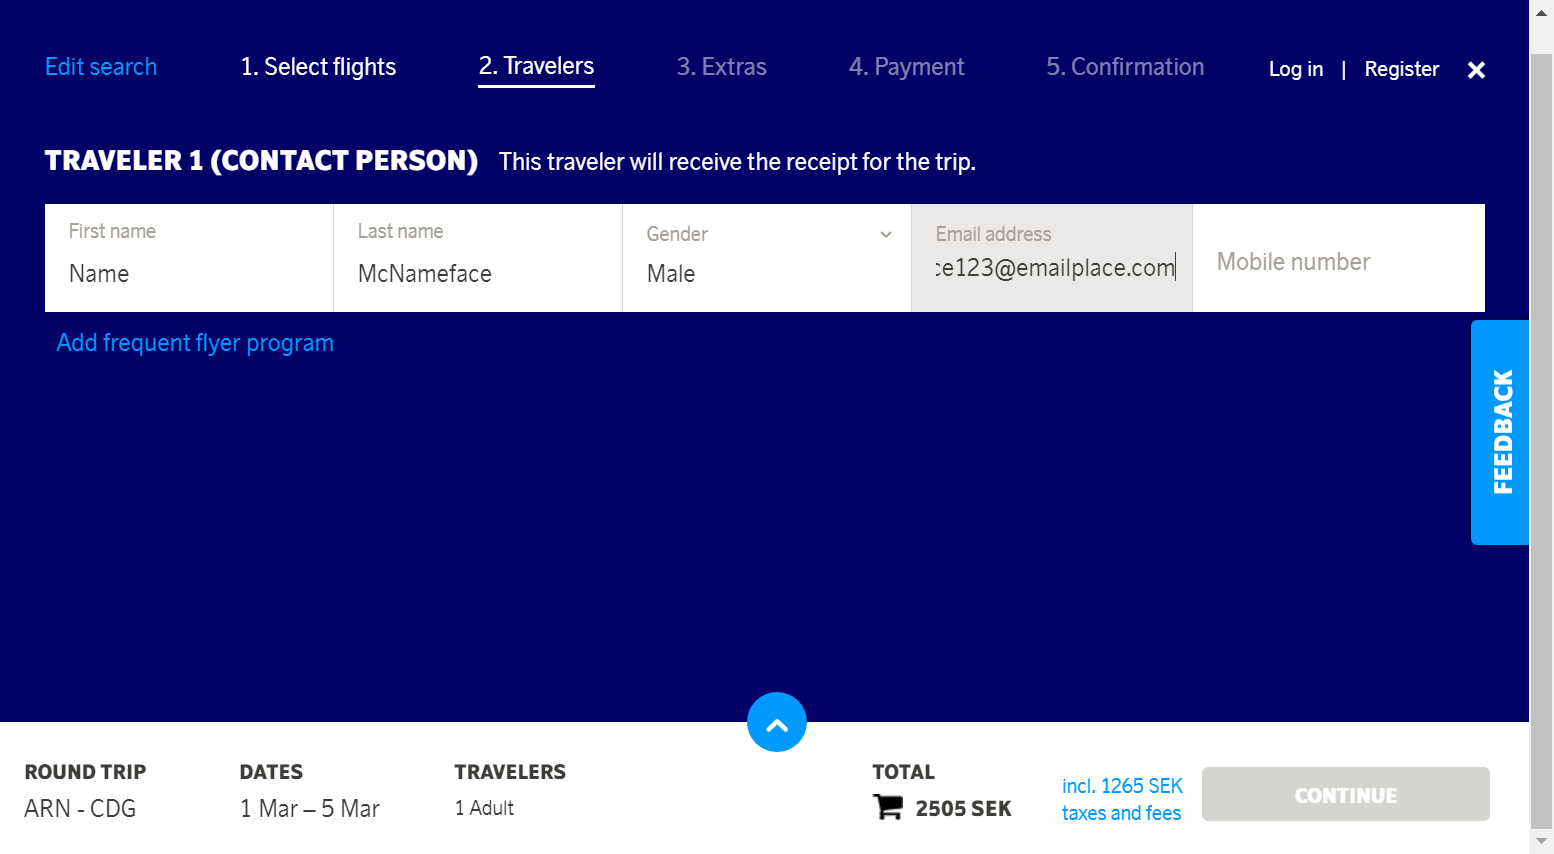 Edit search 1. Select flights 2. Travelers 3. Extras 4. Payment 5. Confirmation Log in | Register
TRAVELER 1 (CONTACT PERSON) This traveler will receive the receipt for the trip.
First name Last name Gender Email address
Name McNameface Male ce123@emailplace.com Mobile number
Add frequent flyer program
FEEDBACK
ROUND TRIP DATES TRAVELERS TOTAL
ARN - CDG 1 Mar – 5 Mar 1 Adult 2505 SEK
incl. 1265 SEK
taxes and fees
CONTINUE